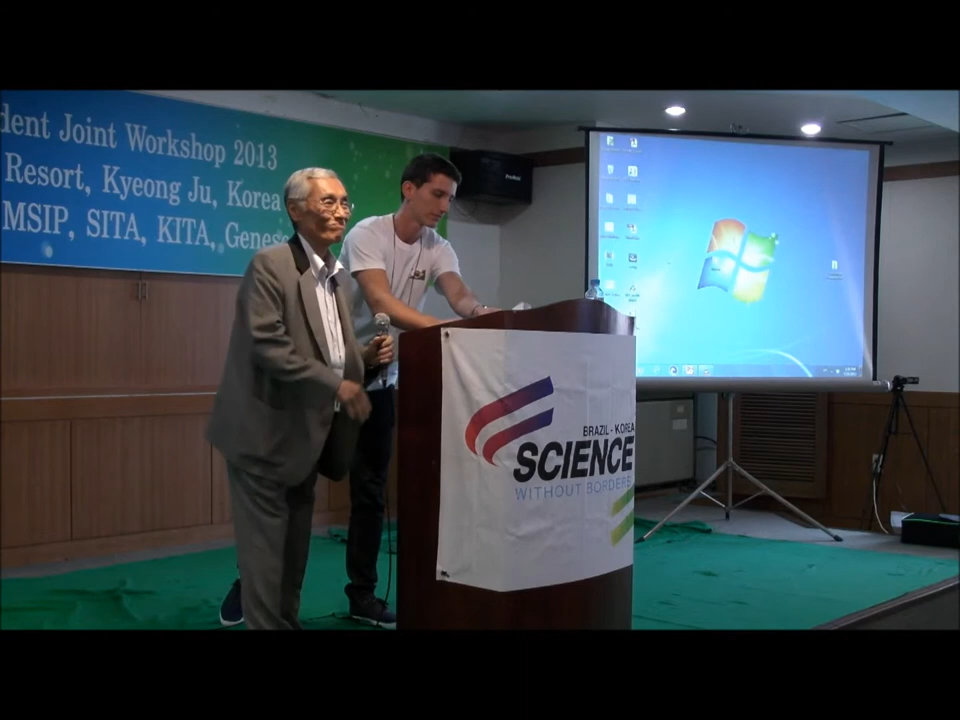 dent Joint Workshop 2013
Resort, Kyeong Ju, Korea
MSIP, SITA, KITA, Genes
BRAZIL - KOREA
SCIENCE
WITHOUT BORDERS